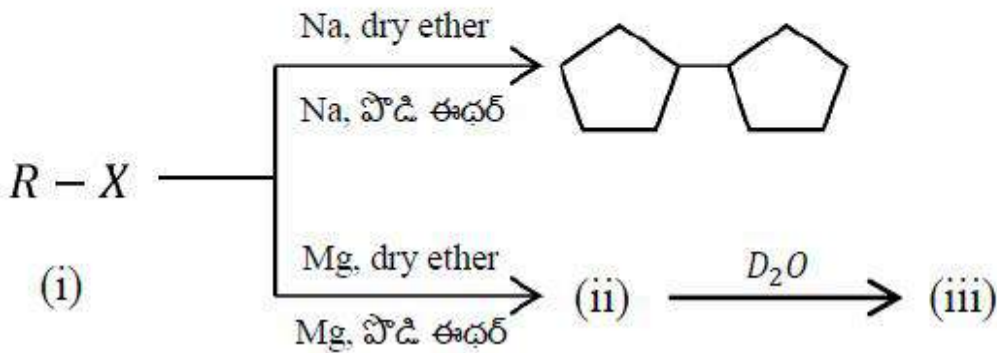 Na, dry ether
Na, పొడి ఈథర్
R – X
(i)
Mg, dry ether
Mg, పొడి ఈథర్
(ii)
D₂O
(iii)